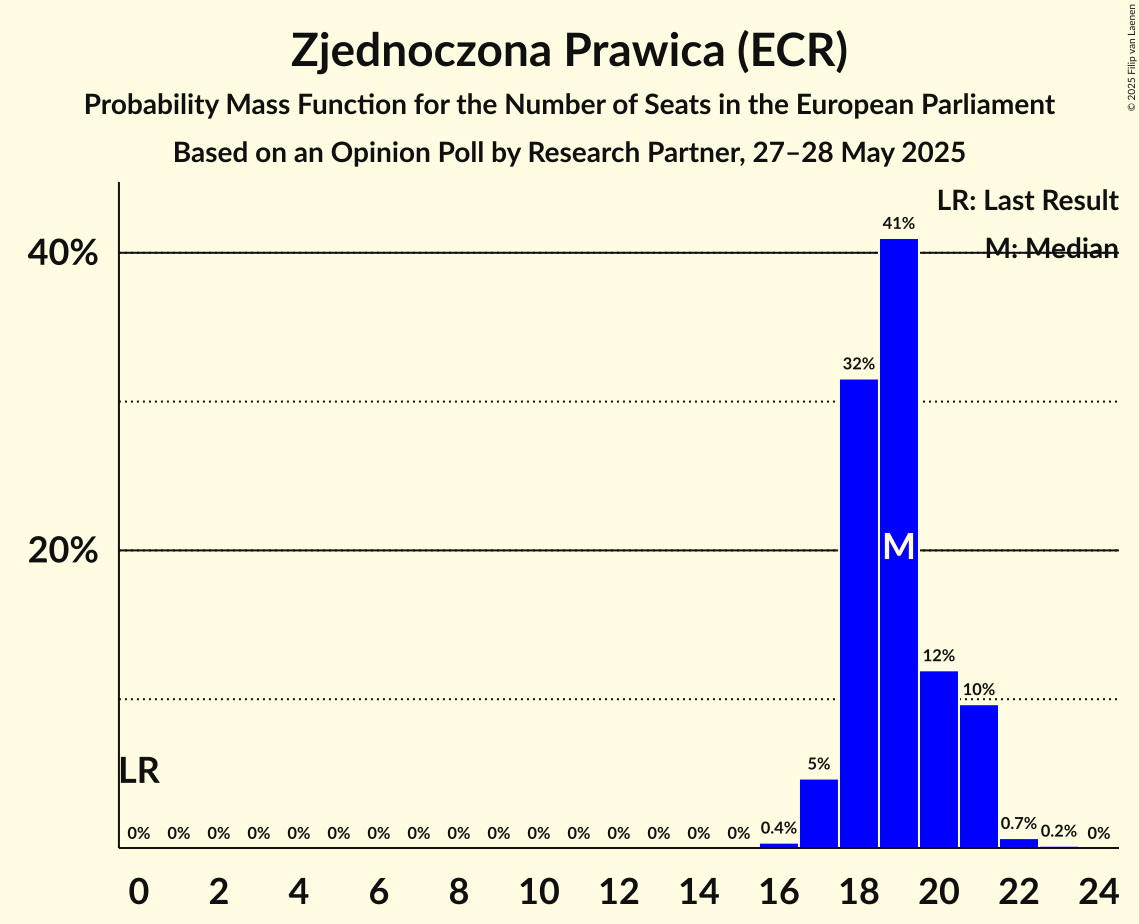 Zjednoczona Prawica (ECR)
Probability Mass Function for the Number of Seats in the European Parliament
Based on an Opinion Poll by Research Partner, 27–28 May 2025
© 2025 Filip van Laenen
LR: Last Result
M: Median
41%
40%
32%
20%
M
12%
10%
5%
LR
0% 0% 0% 0% 0% 0% 0% 0% 0% 0% 0% 0% 0% 0% 0% 0% 0.4% 0.7% 0.2% 0%
0 2 4 6 8 10 12 14 16 18 20 22 24